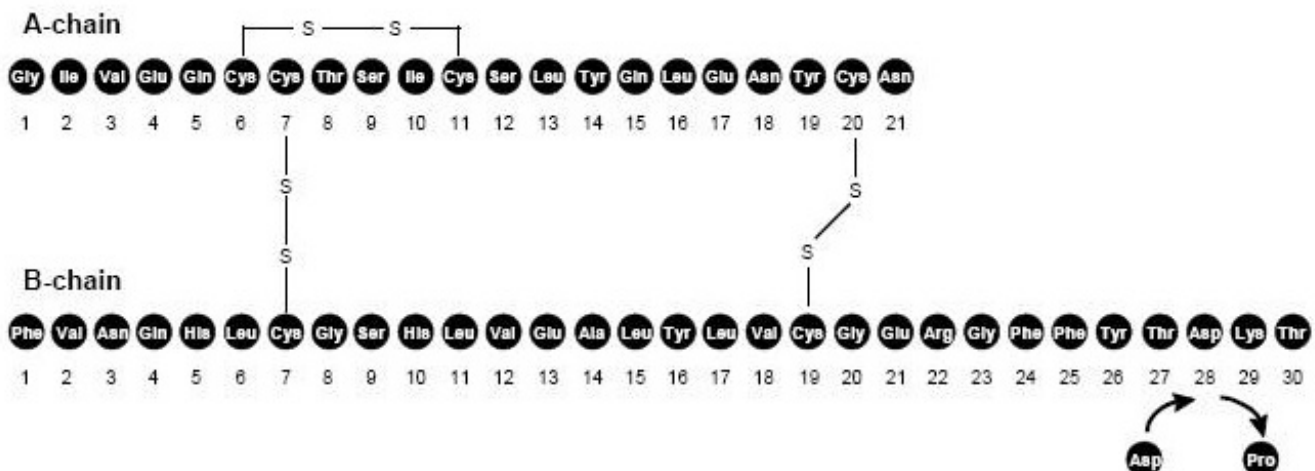 A-chain
S S
Gly Ile Val Glu Gln Cys Cys Thr Ser Ile Cys Ser Leu Tyr Gln Leu Glu Asn Tyr Cys Asn
1 2 3 4 5 6 7 8 9 10 11 12 13 14 15 16 17 18 19 20 21
S S
S S
B-chain
Phe Val Asn Gln His Leu Cys Gly Ser His Leu Val Glu Ala Leu Tyr Leu Val Cys Gly Glu Arg Gly Phe Phe Tyr Thr Asp Lys Thr
1 2 3 4 5 6 7 8 9 10 11 12 13 14 15 16 17 18 19 20 21 22 23 24 25 26 27 28 29 30
Asp Pro